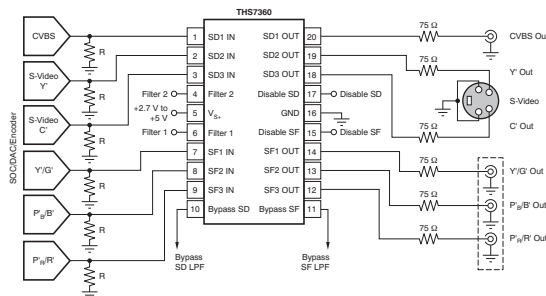 THS7360
SOC/DAC/Encoder
CVBS
R
1 SD1 IN SD1 OUT 20
75 Ω
CVBS Ou
S-Video Y'
R
2 SD2 IN SD2 OUT 19
75 Ω
Y' Out
3 SD3 IN SD3 OUT 18
75 Ω
S-Video
C' Out
S-Video C'
R
Filter 2 4 Filter 2 Disable SD 17 Disable SD
+2.7 V to +5 V 5 VS+ GND 16
Filter 1 6 Filter 1 Disable SF 15 Disable SF
Y'/G'
R
7 SF1 IN SF1 OUT 14
75 Ω
Y'/G' Out
P'B/B'
R
8 SF2 IN SF2 OUT 13
75 Ω
P'B/B' Out
9 SF3 IN SF3 OUT 12
75 Ω
P'R/R' Out
10 Bypass SD Bypass SF 11
P'R/R'
R
Bypass SD LPF
Bypass SF LPF